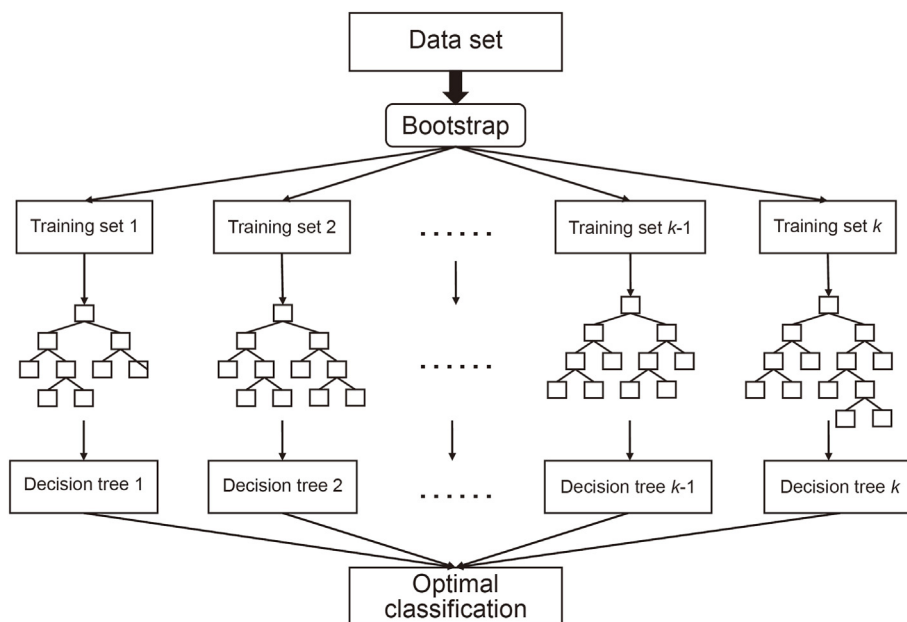 Data set
Bootstrap
Training set 1
Training set 2
......
Training set k-1
Training set k
......
Decision tree 1
Decision tree 2
......
Decision tree k-1
Decision tree k
Optimal
classification